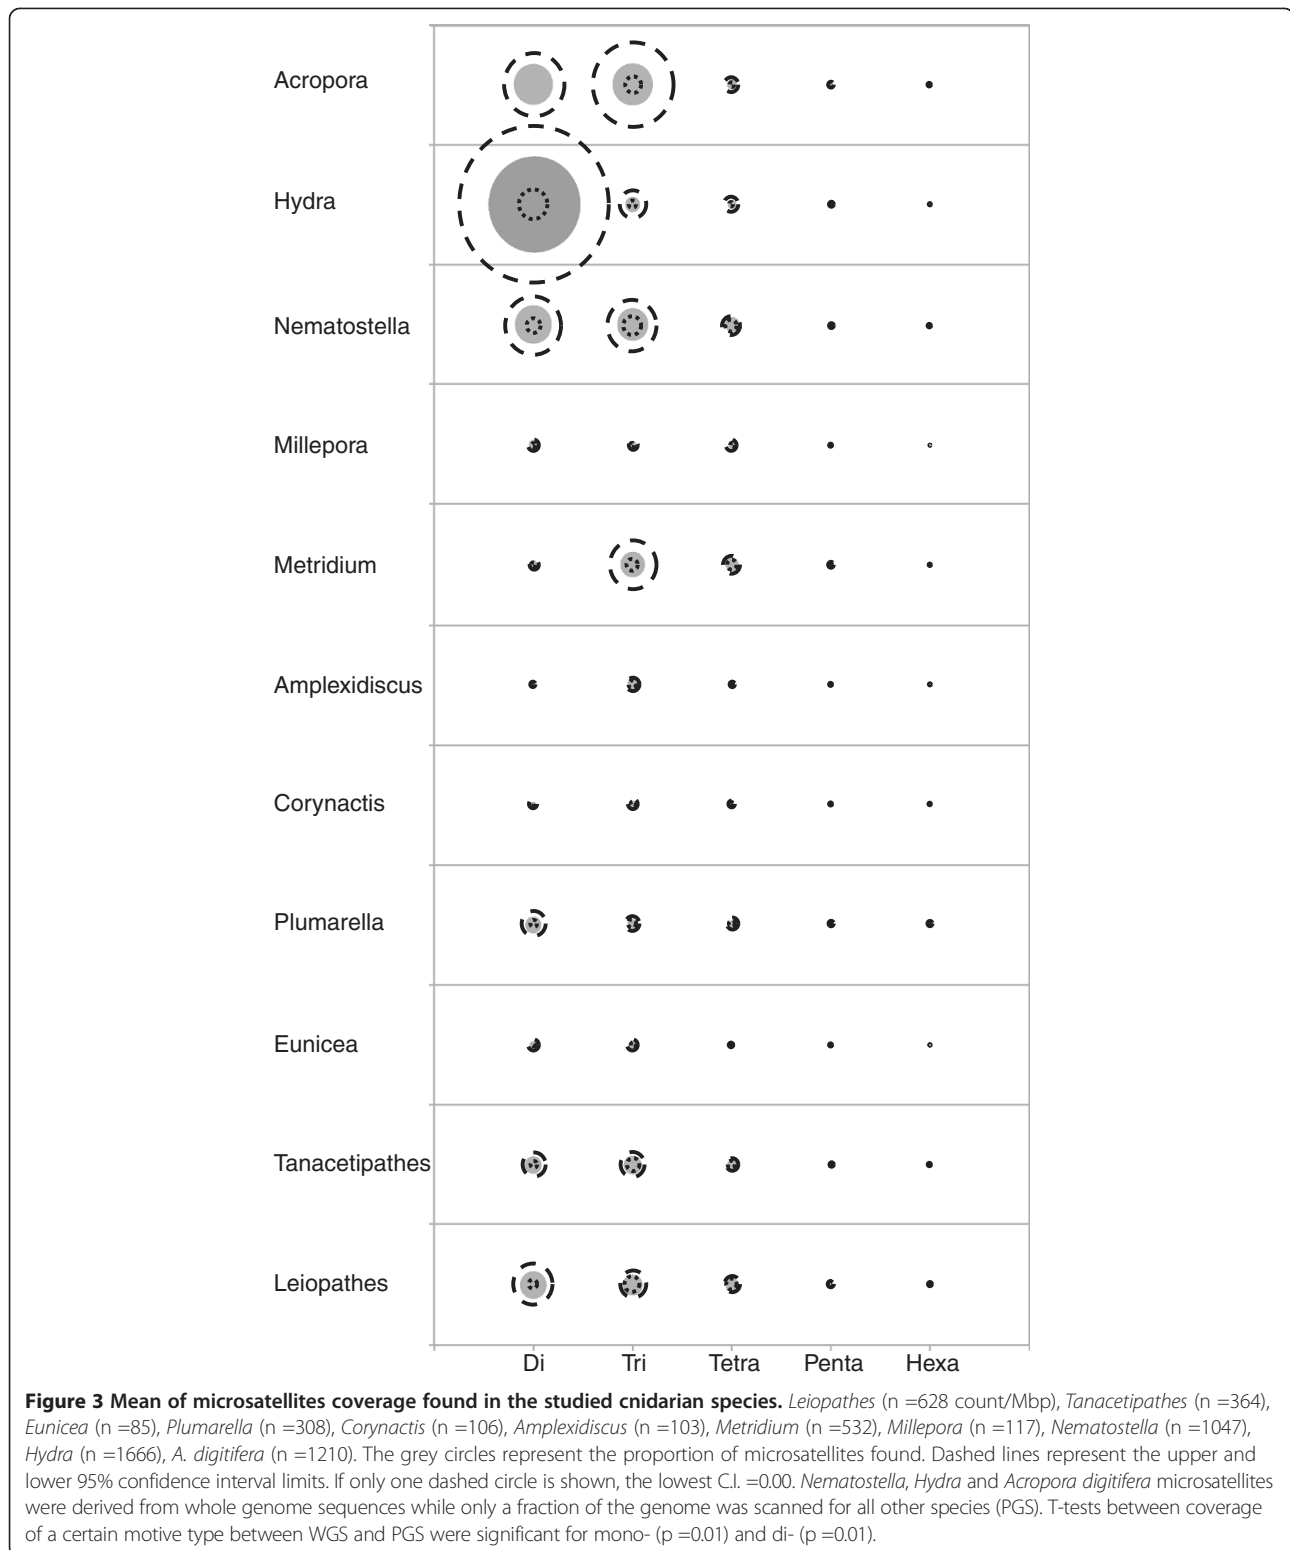 Acropora
Hydra
Nematostella
Millepora
Metridium
Amplexidiscus
Corynactis
Plumarella
Eunicea
Tanacetipathes
Leiopathes
Di Tri Tetra Penta Hexa
Figure 3 Mean of microsatellites coverage found in the studied cnidarian species. Leiopathes (n =628 count/Mbp), Tanacetipathes (n =364),
Eunicea (n =85), Plumarella (n =308), Corynactis (n =106), Amplexidiscus (n =103), Metridium (n =532), Millepora (n =117), Nematostella (n =1047),
Hydra (n =1666), A. digitifera (n =1210). The grey circles represent the proportion of microsatellites found. Dashed lines represent the upper and
lower 95% confidence interval limits. If only one dashed circle is shown, the lowest C.I. =0.00. Nematostella, Hydra and Acropora digitifera microsatellites
were derived from whole genome sequences while only a fraction of the genome was scanned for all other species (PGS). T-tests between coverage
of a certain motive type between WGS and PGS were significant for mono- (p =0.01) and di- (p =0.01).